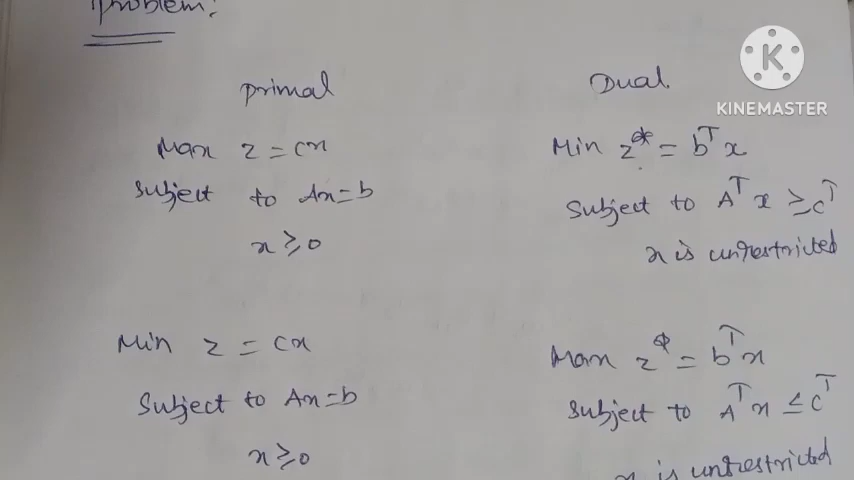 Problem:
K
KINEMASTER
Primal
Dual
Max z = cx
Subject to Ax = b
x ≥ 0
Min z* = bᵀx
Subject to Aᵀx ≥ cᵀ
x is unrestricted
Min z = cx
Subject to Ax = b
x ≥ 0
Max z* = bᵀx
Subject to Aᵀx ≤ cᵀ
x is unrestricted